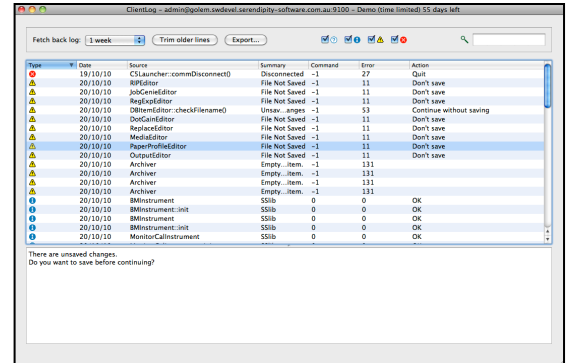 ClientLog - admin@golem.swdevel.serendipity-software.com.au:9100 - Demo (time limited) 55 days left
Fetch back log: 1 week Trim older lines Export...
Type Date Source Summary Command Error Action
19/10/10 CSLauncher::commDisconnect() Disconnected -1 27 Quit
20/10/10 RIPEditor File Not Saved -1 11 Don't save
20/10/10 JobGenieEditor File Not Saved -1 11 Don't save
20/10/10 RegExpEditor File Not Saved -1 11 Don't save
20/10/10 DBItemEditor::checkFilename() Unsav...anges -1 53 Continue without saving
20/10/10 DotGainEditor File Not Saved -1 11 Don't save
20/10/10 ReplaceEditor File Not Saved -1 11 Don't save
20/10/10 MediaEditor File Not Saved -1 11 Don't save
20/10/10 PaperProfileEditor File Not Saved -1 11 Don't save
20/10/10 OutputEditor File Not Saved -1 11 Don't save
20/10/10 Archiver Empty...item. -1 131
20/10/10 Archiver Empty...item. -1 131
20/10/10 Archiver Empty...item. -1 131
20/10/10 Archiver Empty...item. -1 131
20/10/10 BMInstrument SSlib 0 0 OK
20/10/10 BMInstrument::init SSlib 0 0 OK
20/10/10 BMInstrument SSlib 0 0 OK
20/10/10 BMInstrument::init SSlib 0 0 OK
20/10/10 MonitorCalInstrument SSlib 0 0 OK
There are unsaved changes.
Do you want to save before continuing?